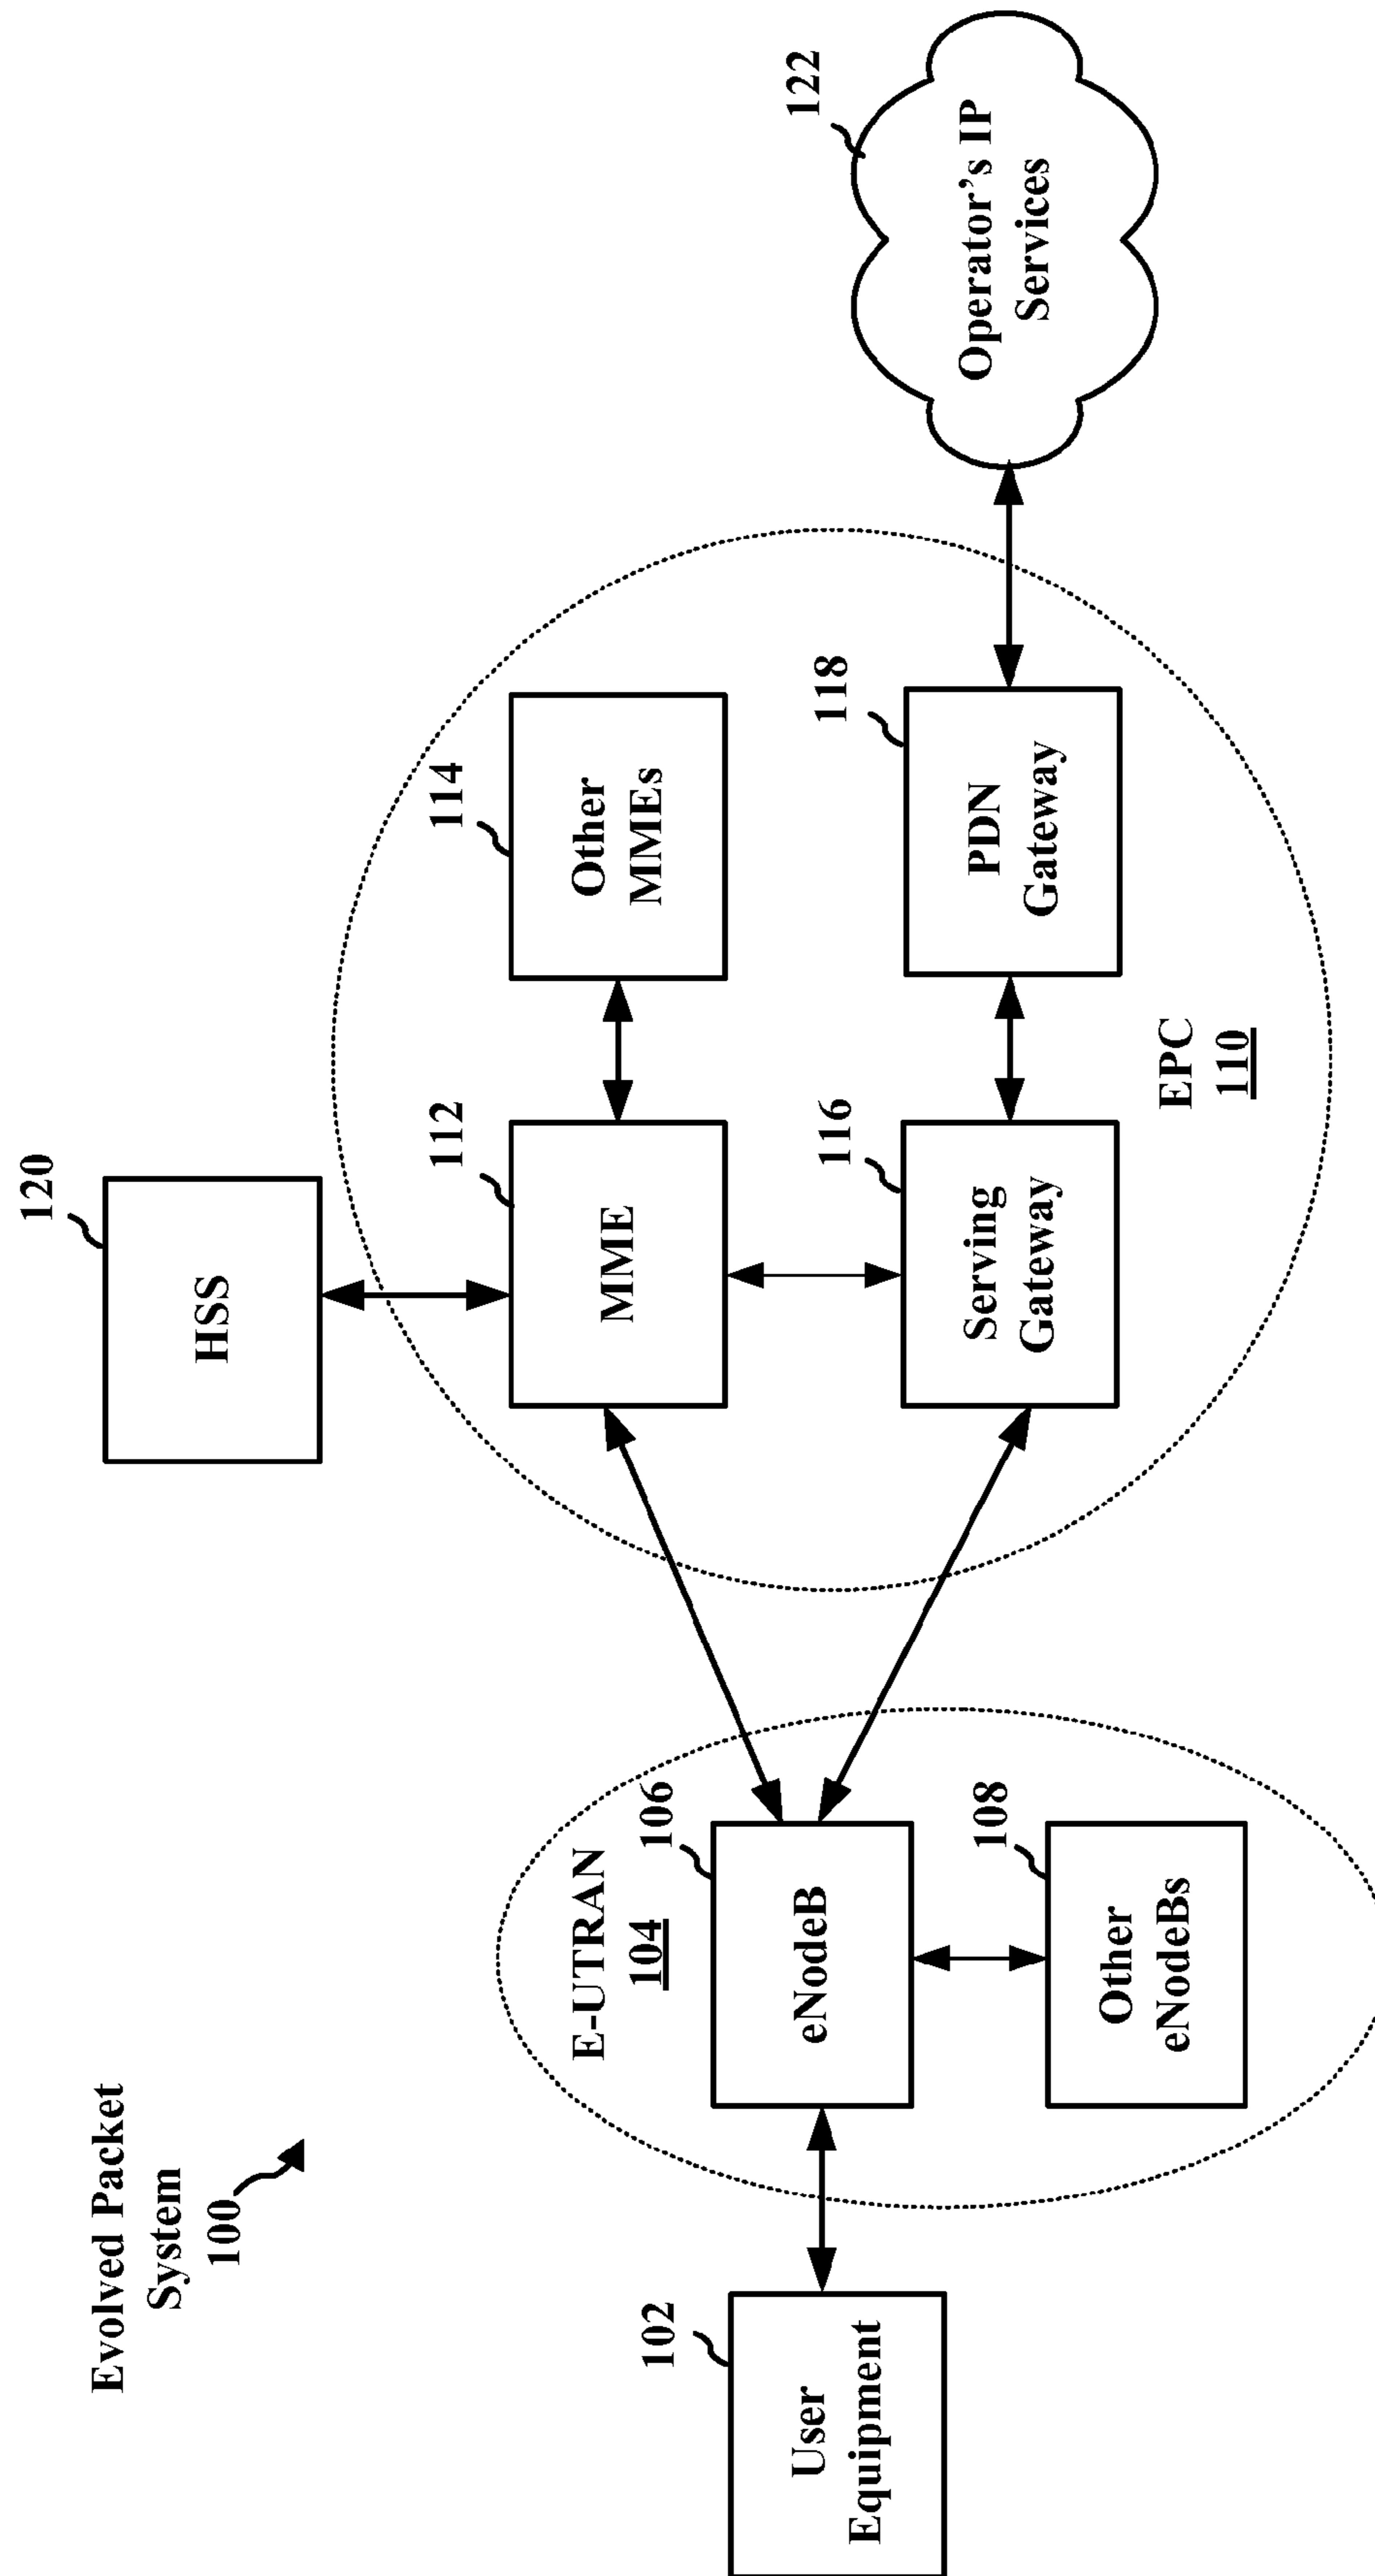 Evolved Packet
System
100
102
User
Equipment
E-UTRAN
104
106
eNodeB
108
Other
eNodeBs
120
HSS
112
MME
114
Other
MMEs
116
Serving
Gateway
118
PDN
Gateway
EPC
110
122
Operator's IP
Services